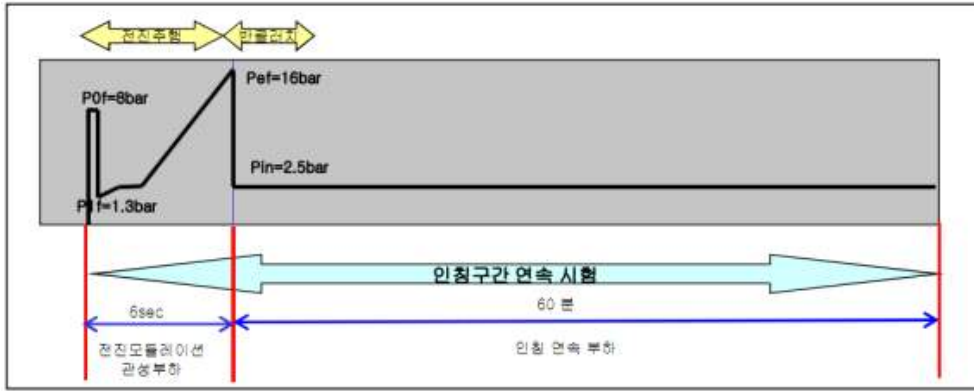 전진주행
반클러치
P0f=8bar
Pef=16bar
Pin=2.5bar
P1f=1.3bar
인칭구간 연속 시험
6sec
60 분
전진모듈레이션
관성부하
인칭 연속 부하